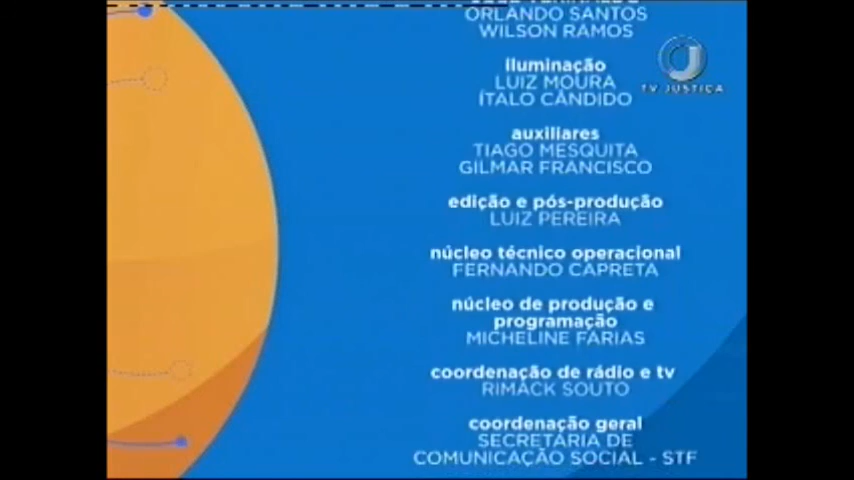 ORLANDO SANTOS
WILSON RAMOS
iluminação
LUIZ MOURA
ÍTALO CÂNDIDO
TV JUSTIÇA
auxiliares
TIAGO MESQUITA
GILMAR FRANCISCO
edição e pós-produção
LUIZ PEREIRA
núcleo técnico operacional
FERNANDO CAPRETA
núcleo de produção e
programação
MICHELINE FARIAS
coordenação de rádio e tv
RIMACK SOUTO
coordenação geral
SECRETARIA DE
COMUNICAÇÃO SOCIAL - STF